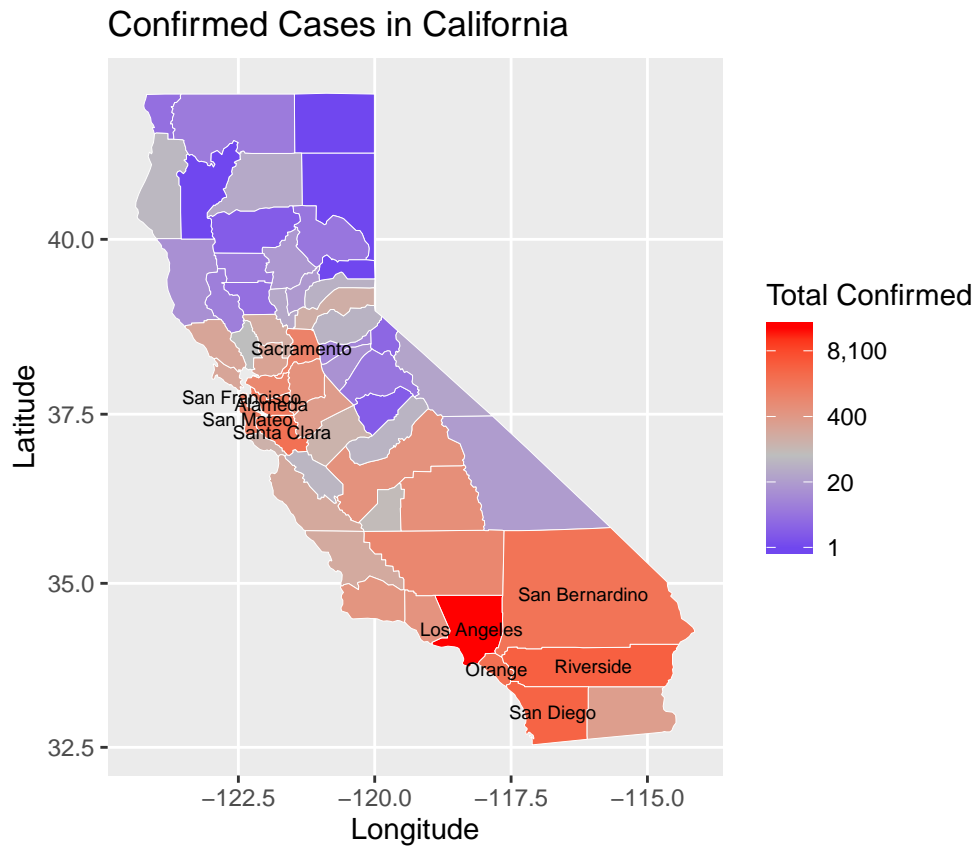 Confirmed Cases in California
Latitude
40.0
37.5
35.0
32.5
Sacramento
San Francisco
Alameda
San Mateo
Santa Clara
San Bernardino
Los Angeles
Orange
Riverside
San Diego
−122.5
−120.0
−117.5
−115.0
Longitude
Total Confirmed
8,100
400
20
1